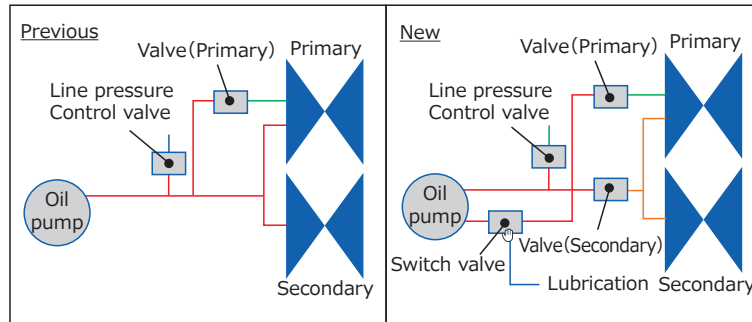 Previous
Valve(Primary)
Primary
Line pressure
Control valve
Oil
pump
Secondary
New
Valve(Primary)
Primary
Line pressure
Control valve
Oil
pump
Valve(Secondary)
Switch valve
Lubrication
Secondary